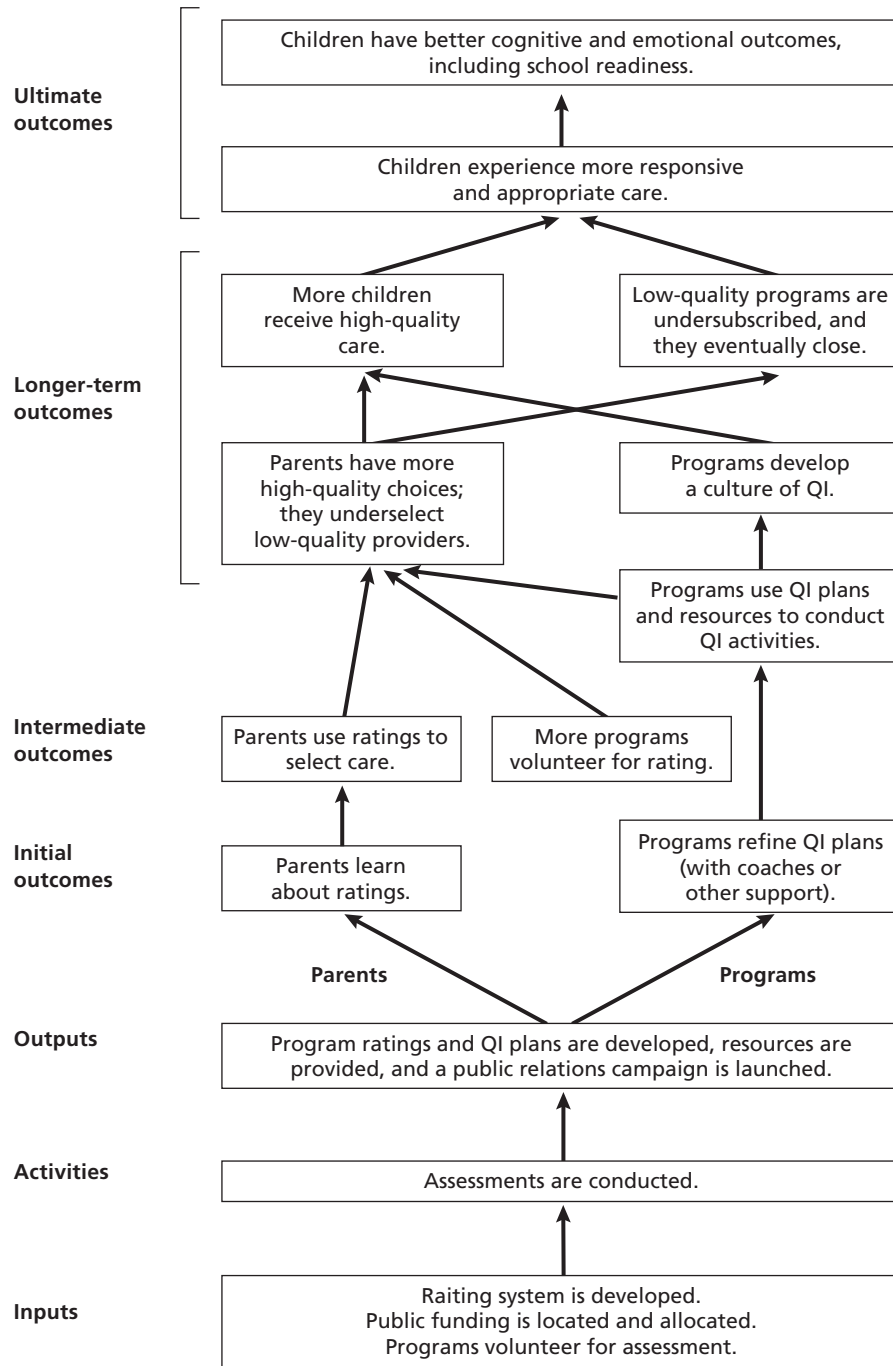 Ultimate
outcomes
Children have better cognitive and emotional outcomes,
including school readiness.
Children experience more responsive
and appropriate care.
Longer-term
outcomes
More children
receive high-quality
care.
Low-quality programs are
undersubscribed, and
they eventually close.
Parents have more
high-quality choices;
they underselect
low-quality providers.
Programs develop
a culture of QI.
Programs use QI plans
and resources to conduct
QI activities.
Intermediate
outcomes
Parents use ratings to
select care.
More programs
volunteer for rating.
Initial
outcomes
Parents learn
about ratings.
Programs refine QI plans
(with coaches or
other support).
Parents
Programs
Outputs
Program ratings and QI plans are developed, resources are
provided, and a public relations campaign is launched.
Activities
Assessments are conducted.
Inputs
Raiting system is developed.
Public funding is located and allocated.
Programs volunteer for assessment.